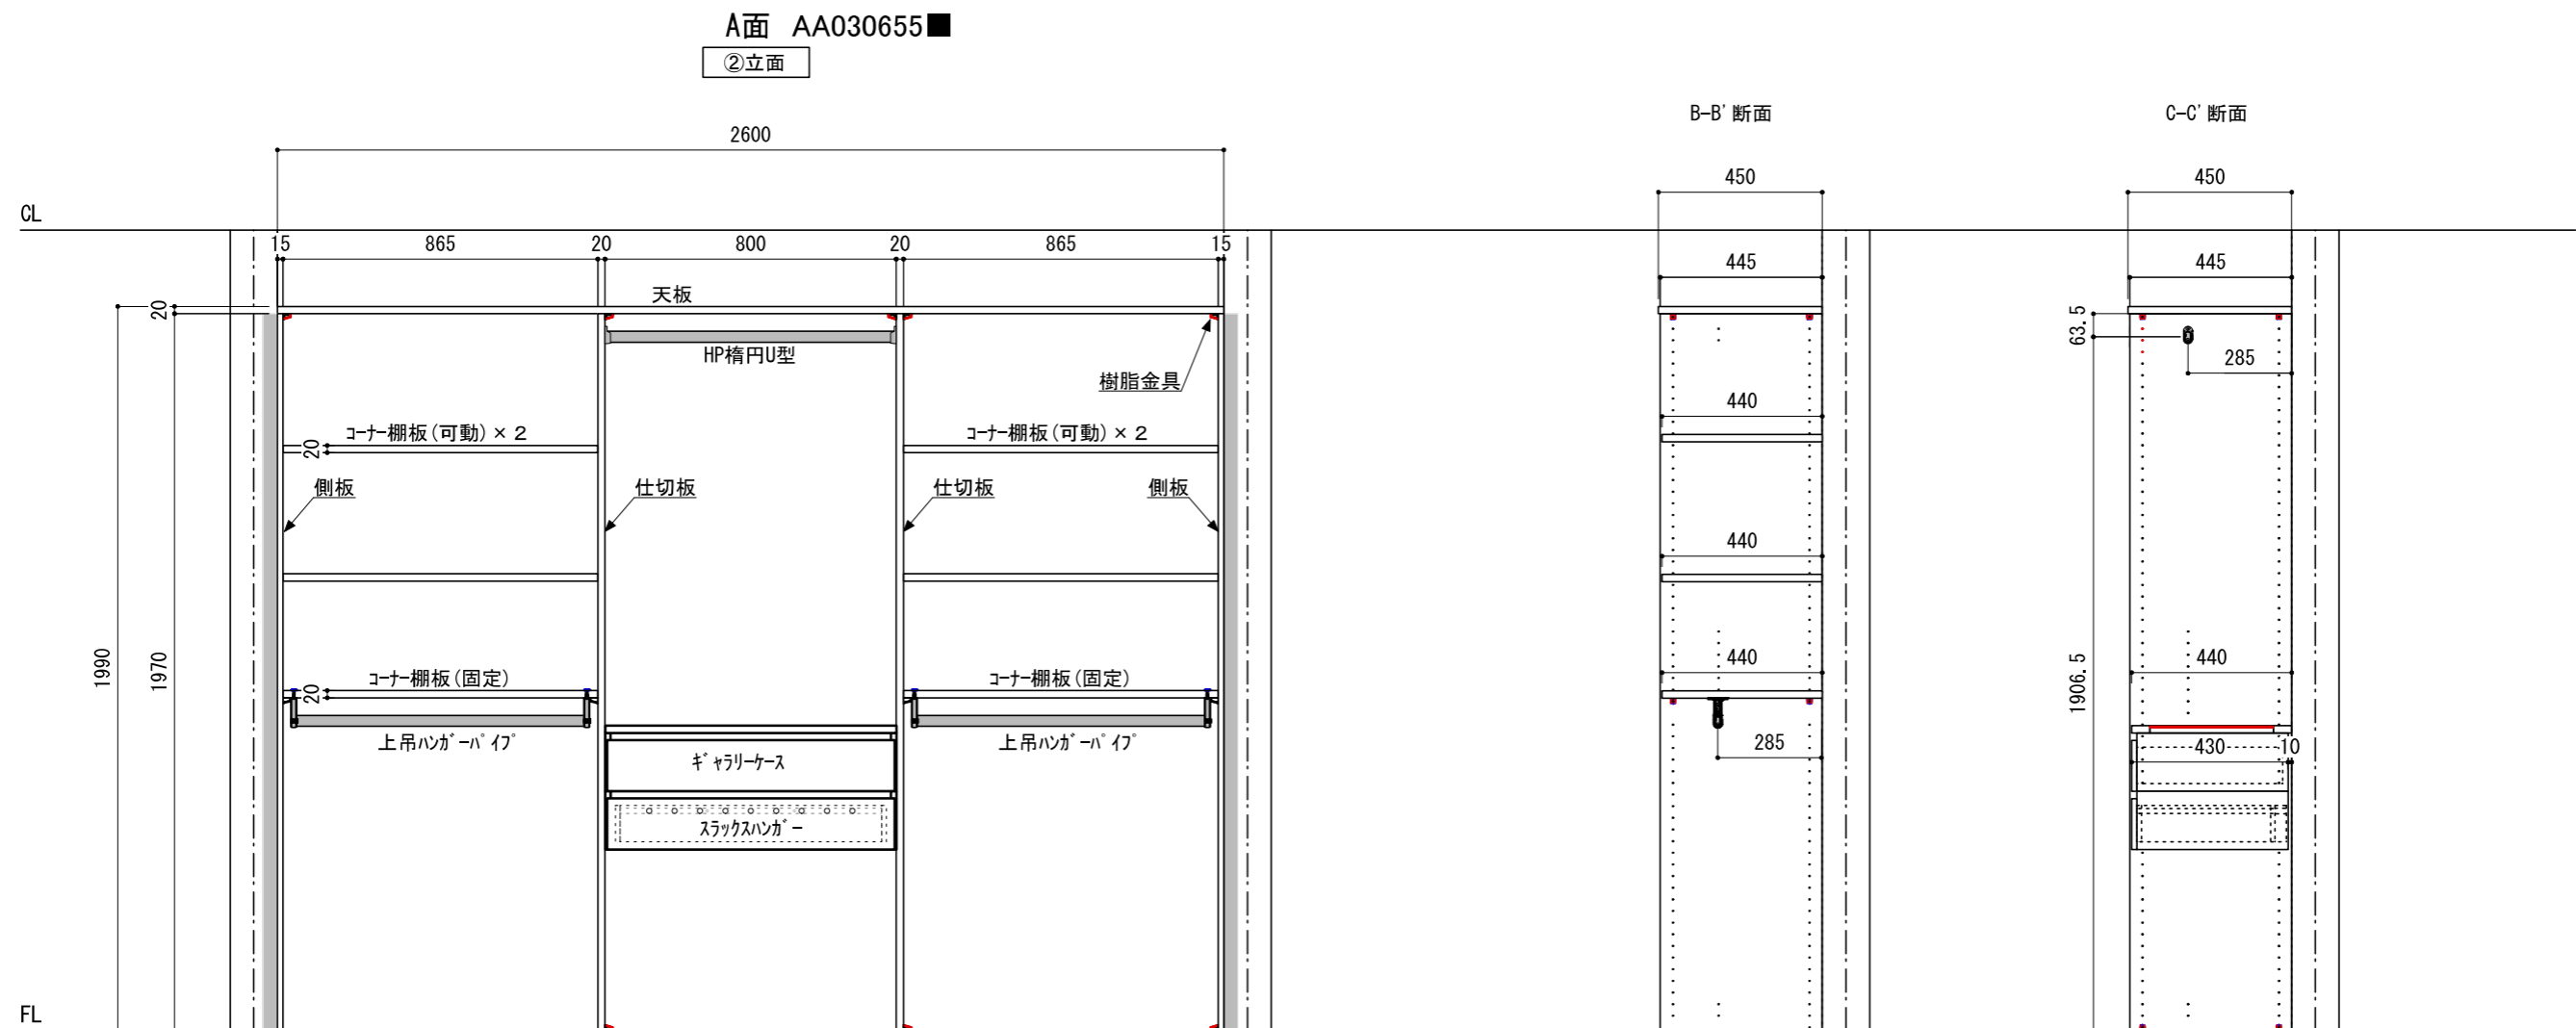 A面 AA030655■
②立面
B-B' 断面
C-C' 断面
2600
450
450
CL
15
865
20
800
20
865
15
445
445
天板
20
63.5
HP楕円U型
285
樹脂金具
440
コーナー棚板(可動)×2
コーナー棚板(可動)×2
20
側板
仕切板
仕切板
側板
440
1990
1970
1906.5
440
440
コーナー棚板(固定)
コーナー棚板(固定)
20
上吊ハンガーパイプ
上吊ハンガーパイプ
285
430
10
ギャラリーケース
スラックスハンガー
FL